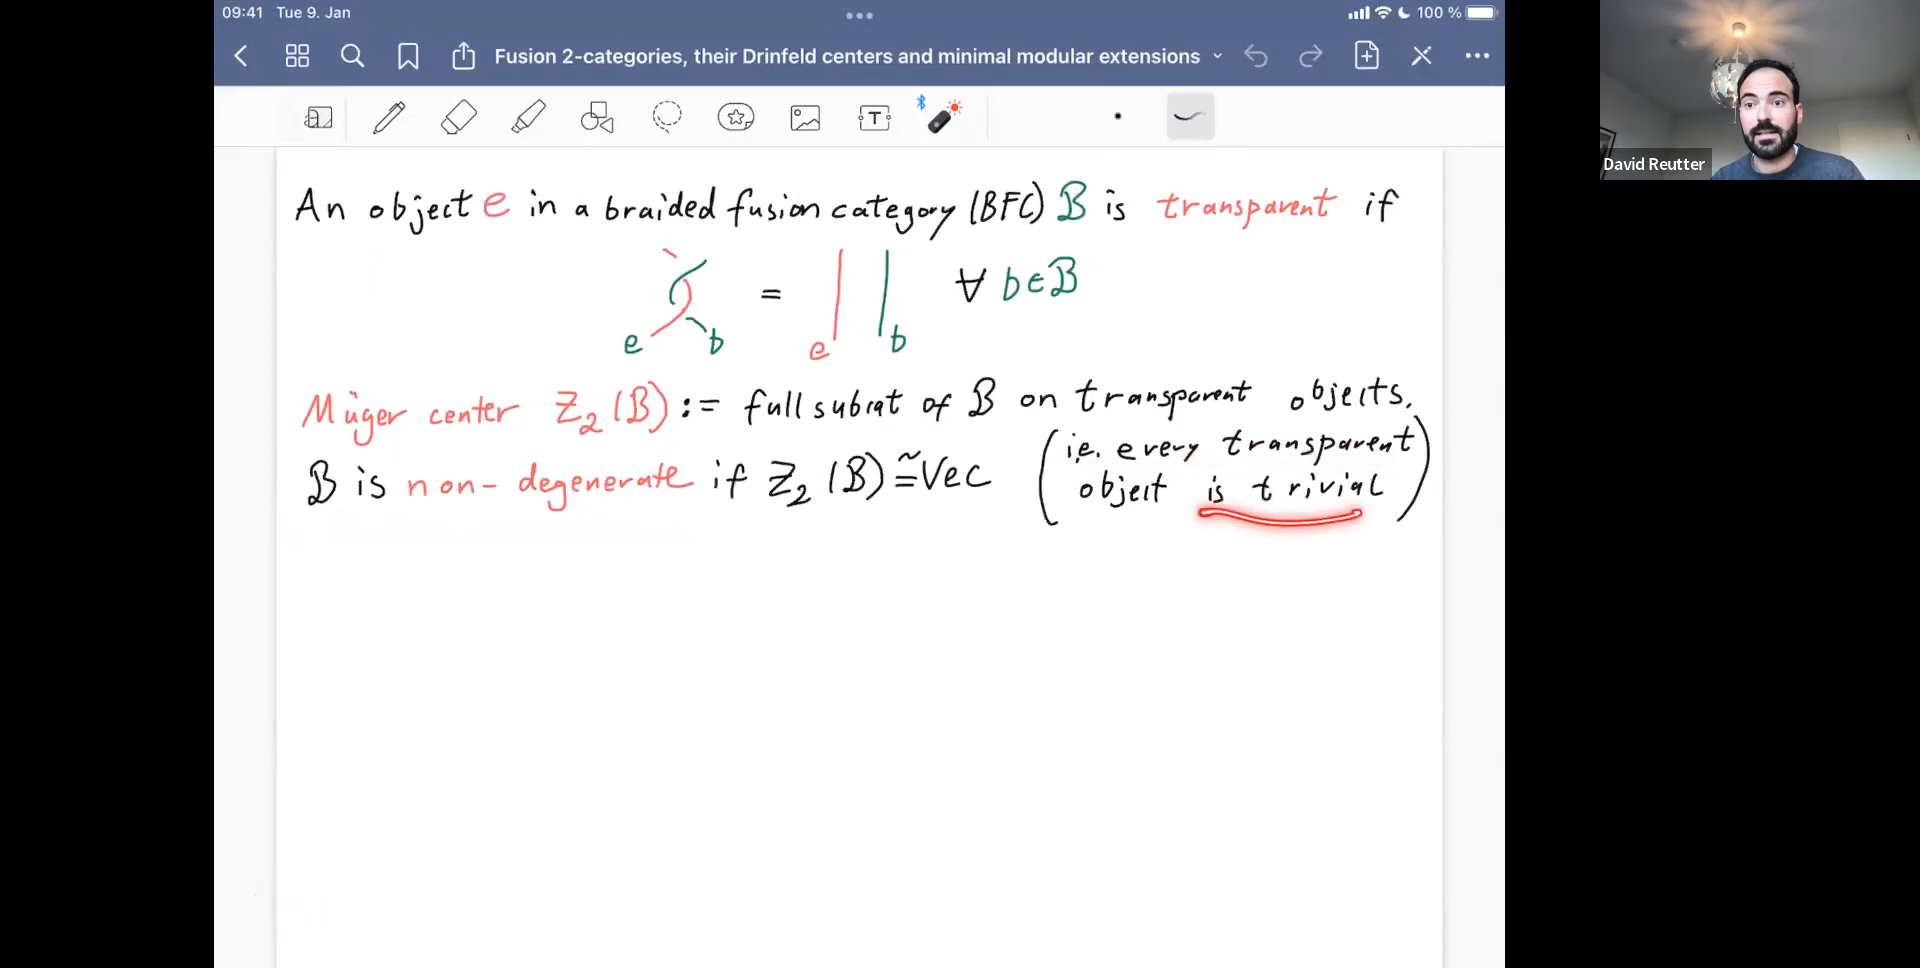 09:41 Tue 9. Jan
100 %
Fusion 2-categories, their Drinfeld centers and minimal modular extensions
T
David Reutter
An object e in a braided fusion category (BFC) B is transparent if
e b = e b ∀ b ∈ B
Müger center Z₂(B) := full subcat of B on transparent objects.
B is non-degenerate if Z₂(B) ≅ Vec (i.e. every transparent
object is trivial)